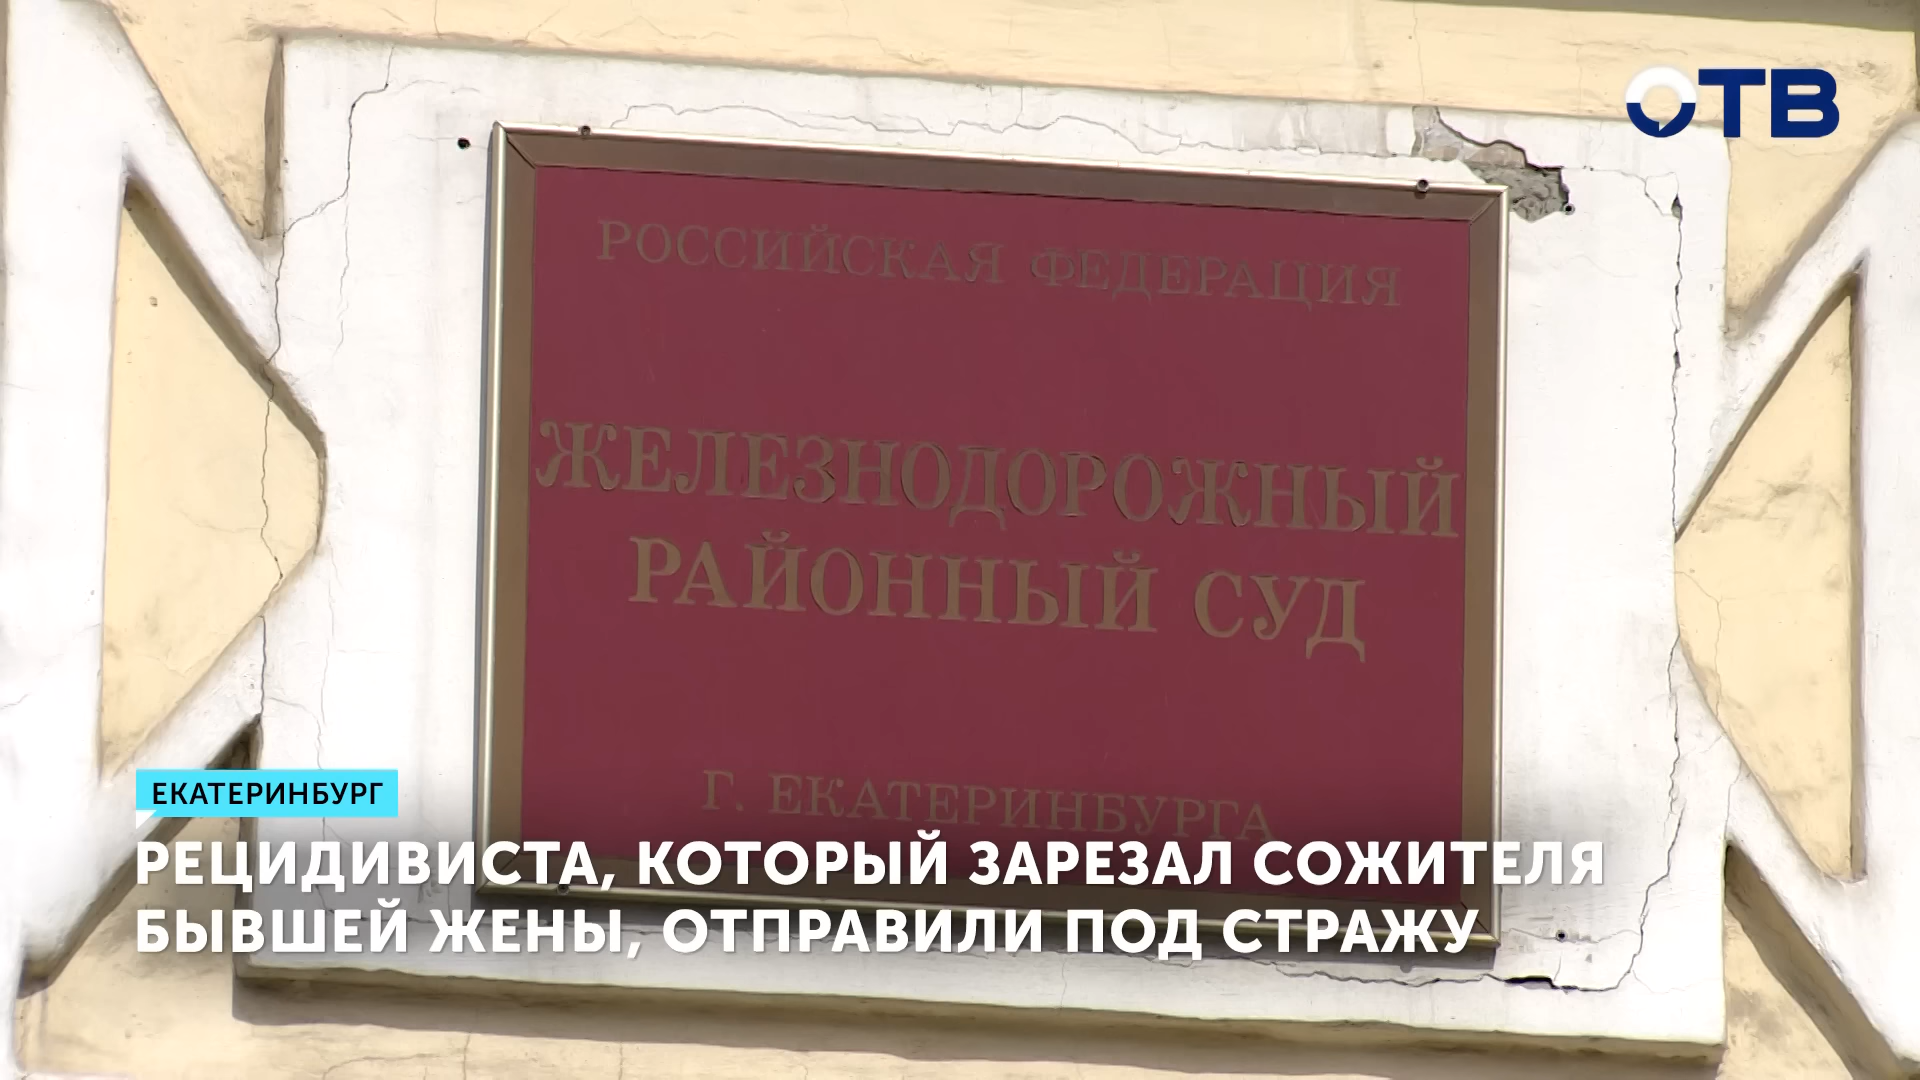 ОТВ
РОССИЙСКАЯ ФЕДЕРАЦИЯ
ЖЕЛЕЗНОДОРОЖНЫЙ
РАЙОННЫЙ СУД
Г. ЕКАТЕРИНБУРГА
ЕКАТЕРИНБУРГ
РЕЦИДИВИСТА, КОТОРЫЙ ЗАРЕЗАЛ СОЖИТЕЛЯ
БЫВШЕЙ ЖЕНЫ, ОТПРАВИЛИ ПОД СТРАЖУ